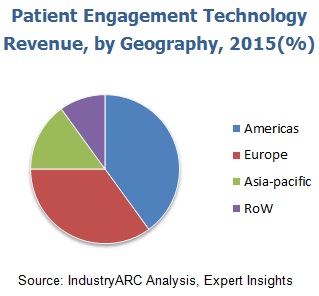 Patient Engagement Technology
Revenue, by Geography, 2015(%)
Americas
Europe
Asia-pacific
RoW
Source: IndustryARC Analysis, Expert Insights